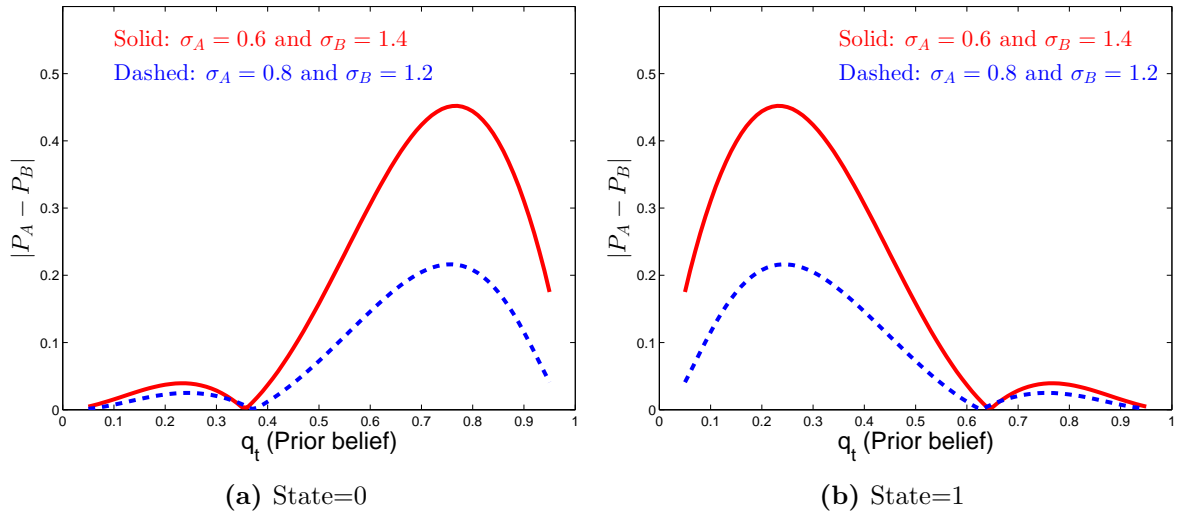 Solid: σ_A = 0.6 and σ_B = 1.4
Dashed: σ_A = 0.8 and σ_B = 1.2
|P_A − P_B|
0.5
0.4
0.3
0.2
0.1
0
0 0.1 0.2 0.3 0.4 0.5 0.6 0.7 0.8 0.9 1
q_t (Prior belief)
(a) State=0
Solid: σ_A = 0.6 and σ_B = 1.4
Dashed: σ_A = 0.8 and σ_B = 1.2
|P_A − P_B|
0.5
0.4
0.3
0.2
0.1
0
0 0.1 0.2 0.3 0.4 0.5 0.6 0.7 0.8 0.9 1
q_t (Prior belief)
(b) State=1